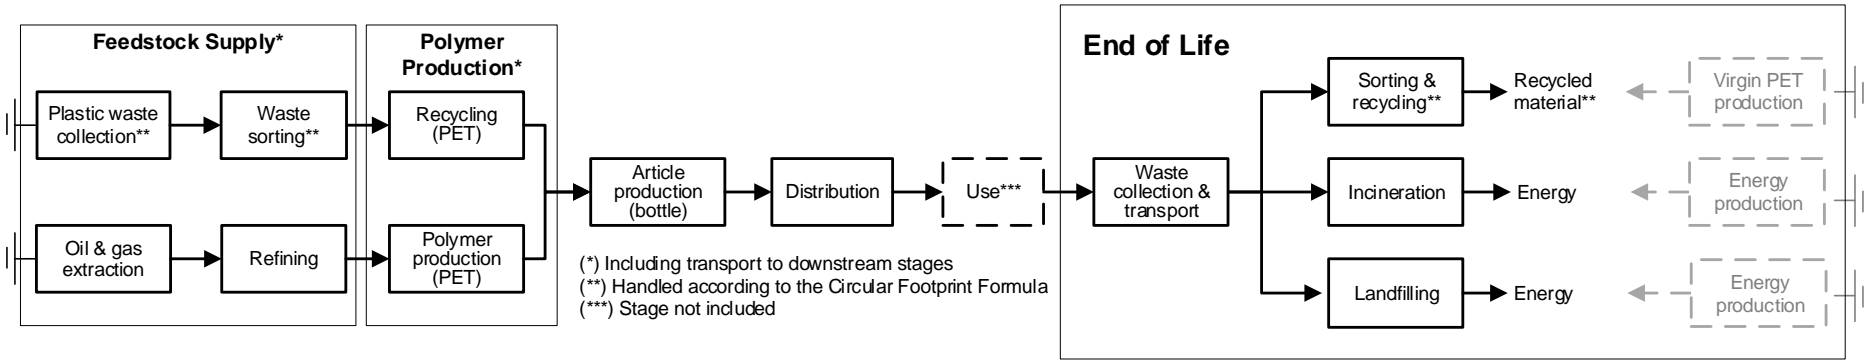 Feedstock Supply*
Plastic waste
collection**
Waste
sorting**
Oil & gas
extraction
Refining
Polymer
Production*
Recycling
(PET)
Polymer
production
(PET)
Article
production
(bottle)
Distribution
Use***
(*) Including transport to downstream stages
(**) Handled according to the Circular Footprint Formula
(***) Stage not included
End of Life
Waste
collection &
transport
Sorting &
recycling**
Recycled
material**
Virgin PET
production
Incineration
Energy
Energy
production
Landfilling
Energy
Energy
production